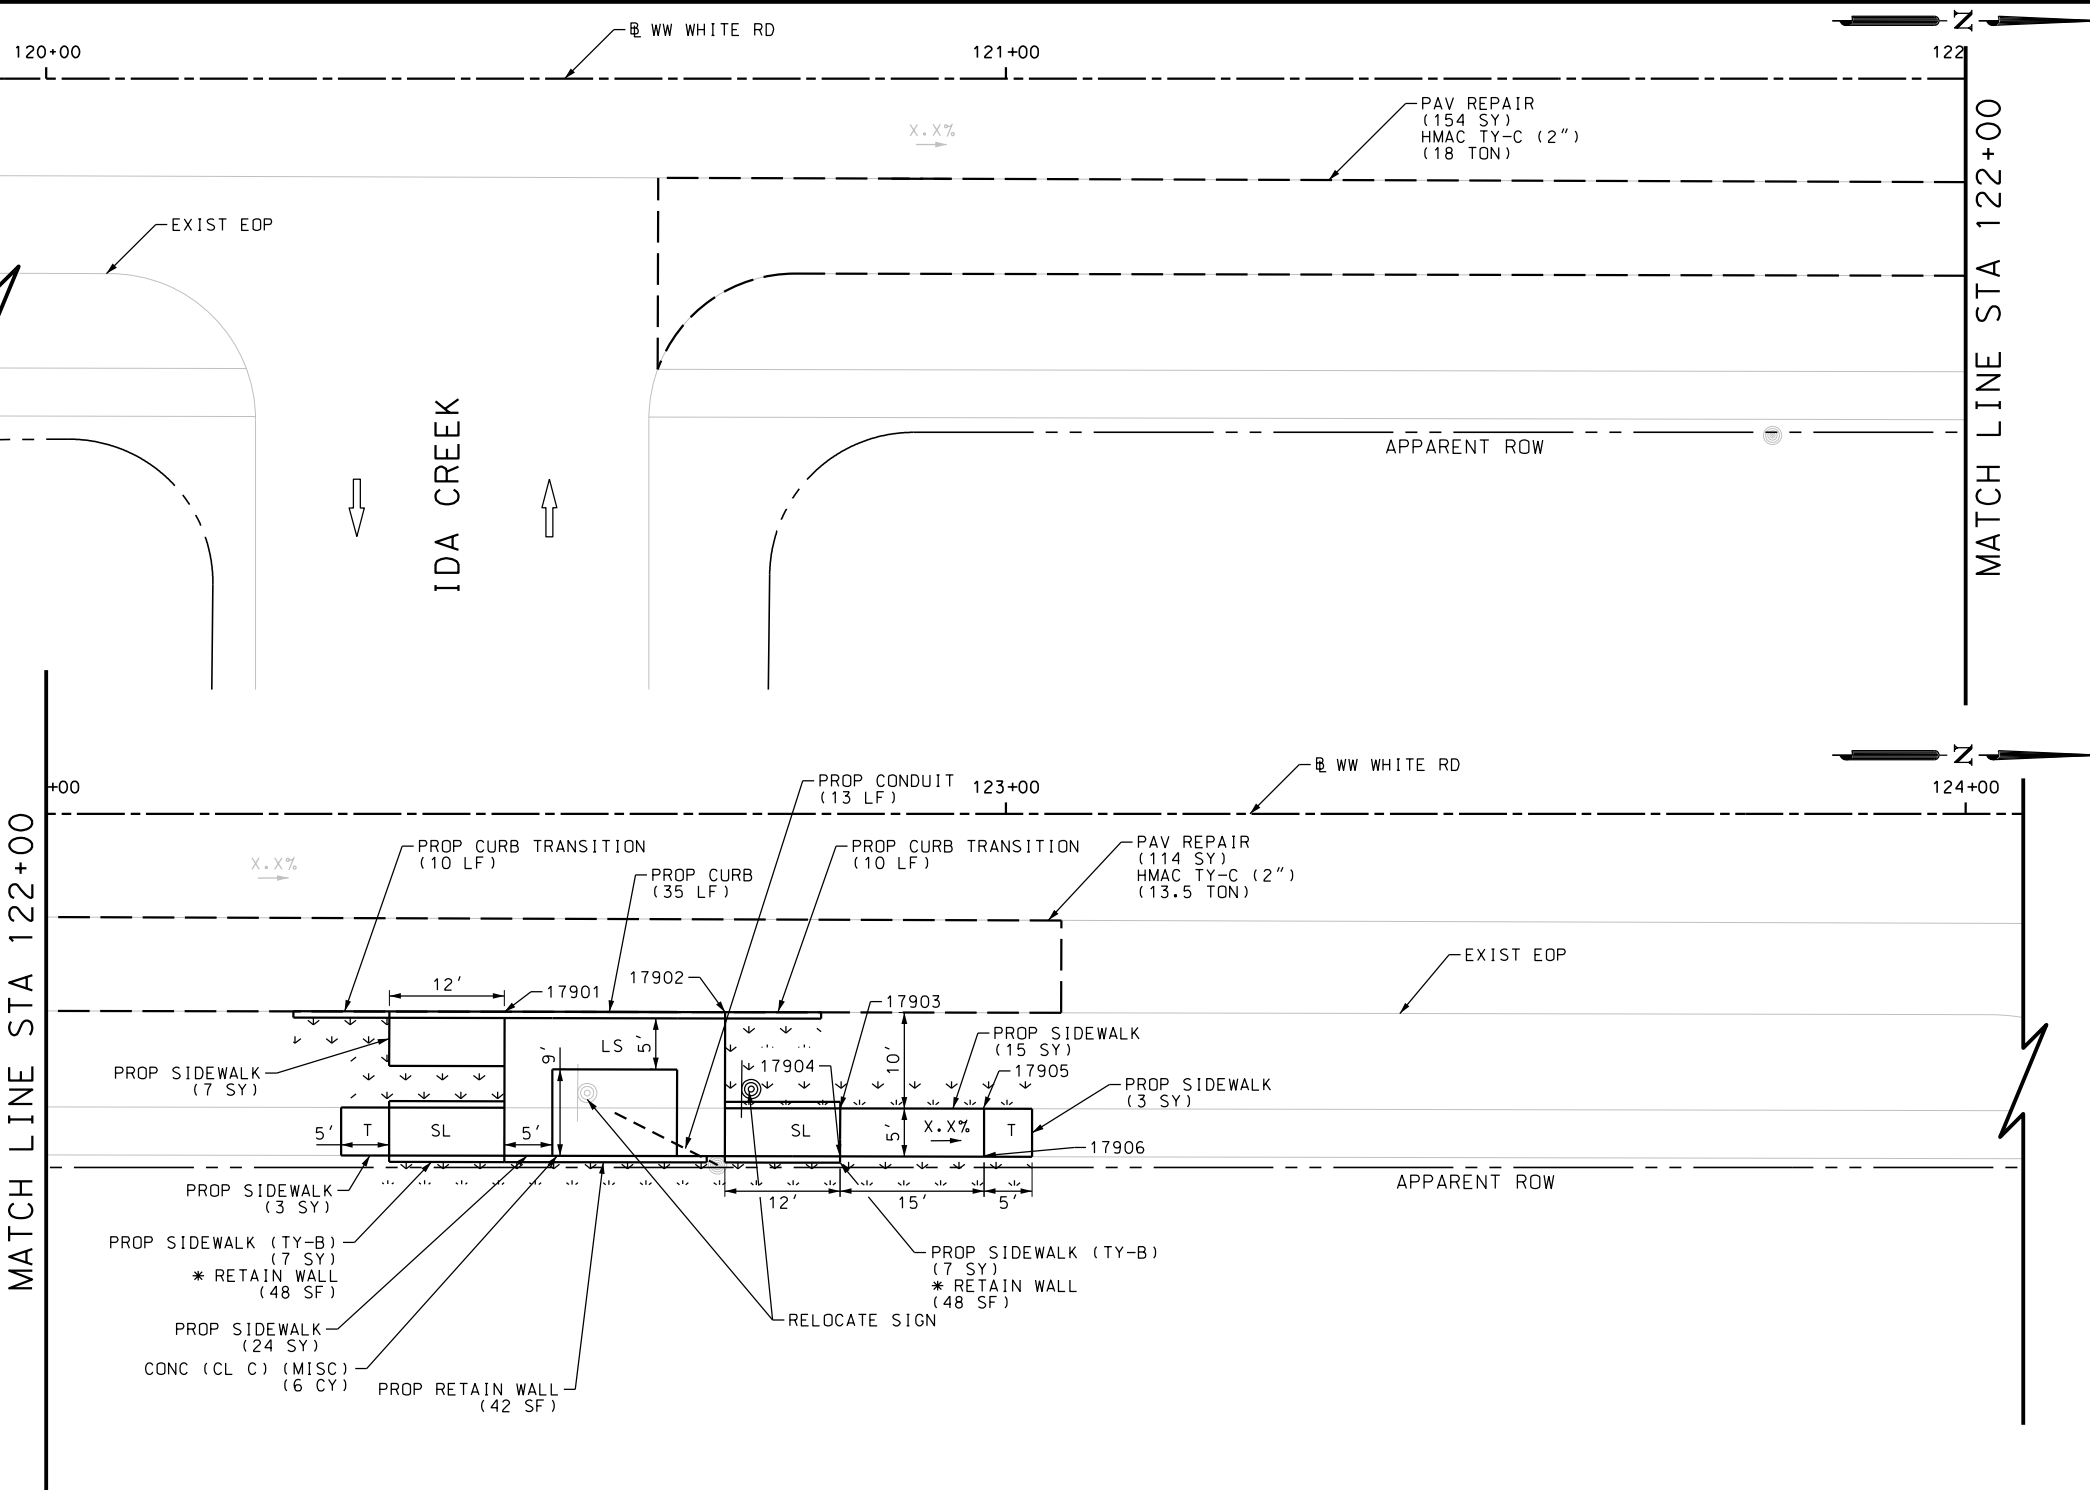 N
℄ WW WHITE RD
120+00
121+00
122
PAV REPAIR
(154 SY)
HMAC TY-C (2")
(18 TON)
X.X%
EXIST EOP
MATCH LINE STA 122+00
IDA CREEEK
APPARENT ROW
N
℄ WW WHITE RD
+00
PROP CONDUIT
(13 LF)
123+00
124+00
MATCH LINE STA 122+00
X.X%
PROP CURB TRANSITION
(10 LF)
PROP CURB
(35 LF)
PROP CURB TRANSITION
(10 LF)
PAV REPAIR
(114 SY)
HMAC TY-C (2")
(13.5 TON)
EXIST EOP
12'
17901
17902
17903
PROP SIDEWALK
(7 SY)
LS
5'
9'
17904
10'
PROP SIDEWALK
(15 SY)
17905
PROP SIDEWALK
(3 SY)
5'
T
SL
5'
SL
5'
X.X%
T
17906
PROP SIDEWALK
(3 SY)
12'
15'
5'
APPARENT ROW
PROP SIDEWALK (TY-B)
(7 SY)
* RETAIN WALL
(48 SF)
PROP SIDEWALK (TY-B)
(7 SY)
* RETAIN WALL
(48 SF)
RELOCATE SIGN
PROP SIDEWALK
(24 SY)
CONC (CL C) (MISC)
(6 CY)
PROP RETAIN WALL
(42 SF)